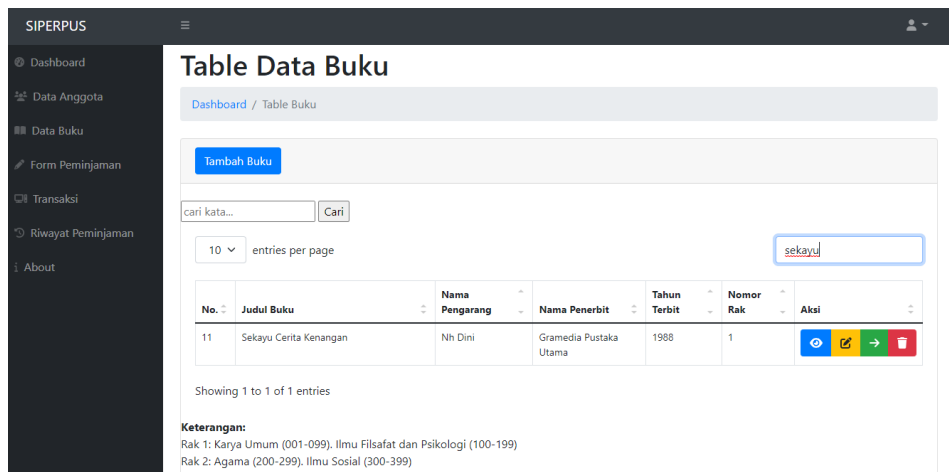 SIPERPUS
Dashboard
Data Anggota
Data Buku
Form Peminjaman
Transaksi
Riwayat Peminjaman
About
Table Data Buku
Dashboard / Table Buku
Tambah Buku
cari kata... Cari
10 entries per page sekayu
No. Judul Buku Nama Pengarang Nama Penerbit Tahun Terbit Nomor Rak Aksi
11 Sekayu Cerita Kenangan Nh Dini Gramedia Pustaka Utama 1988 1
Showing 1 to 1 of 1 entries
Keterangan:
Rak 1: Karya Umum (001-099). Ilmu Filsafat dan Psikologi (100-199)
Rak 2: Agama (200-299). Ilmu Sosial (300-399)